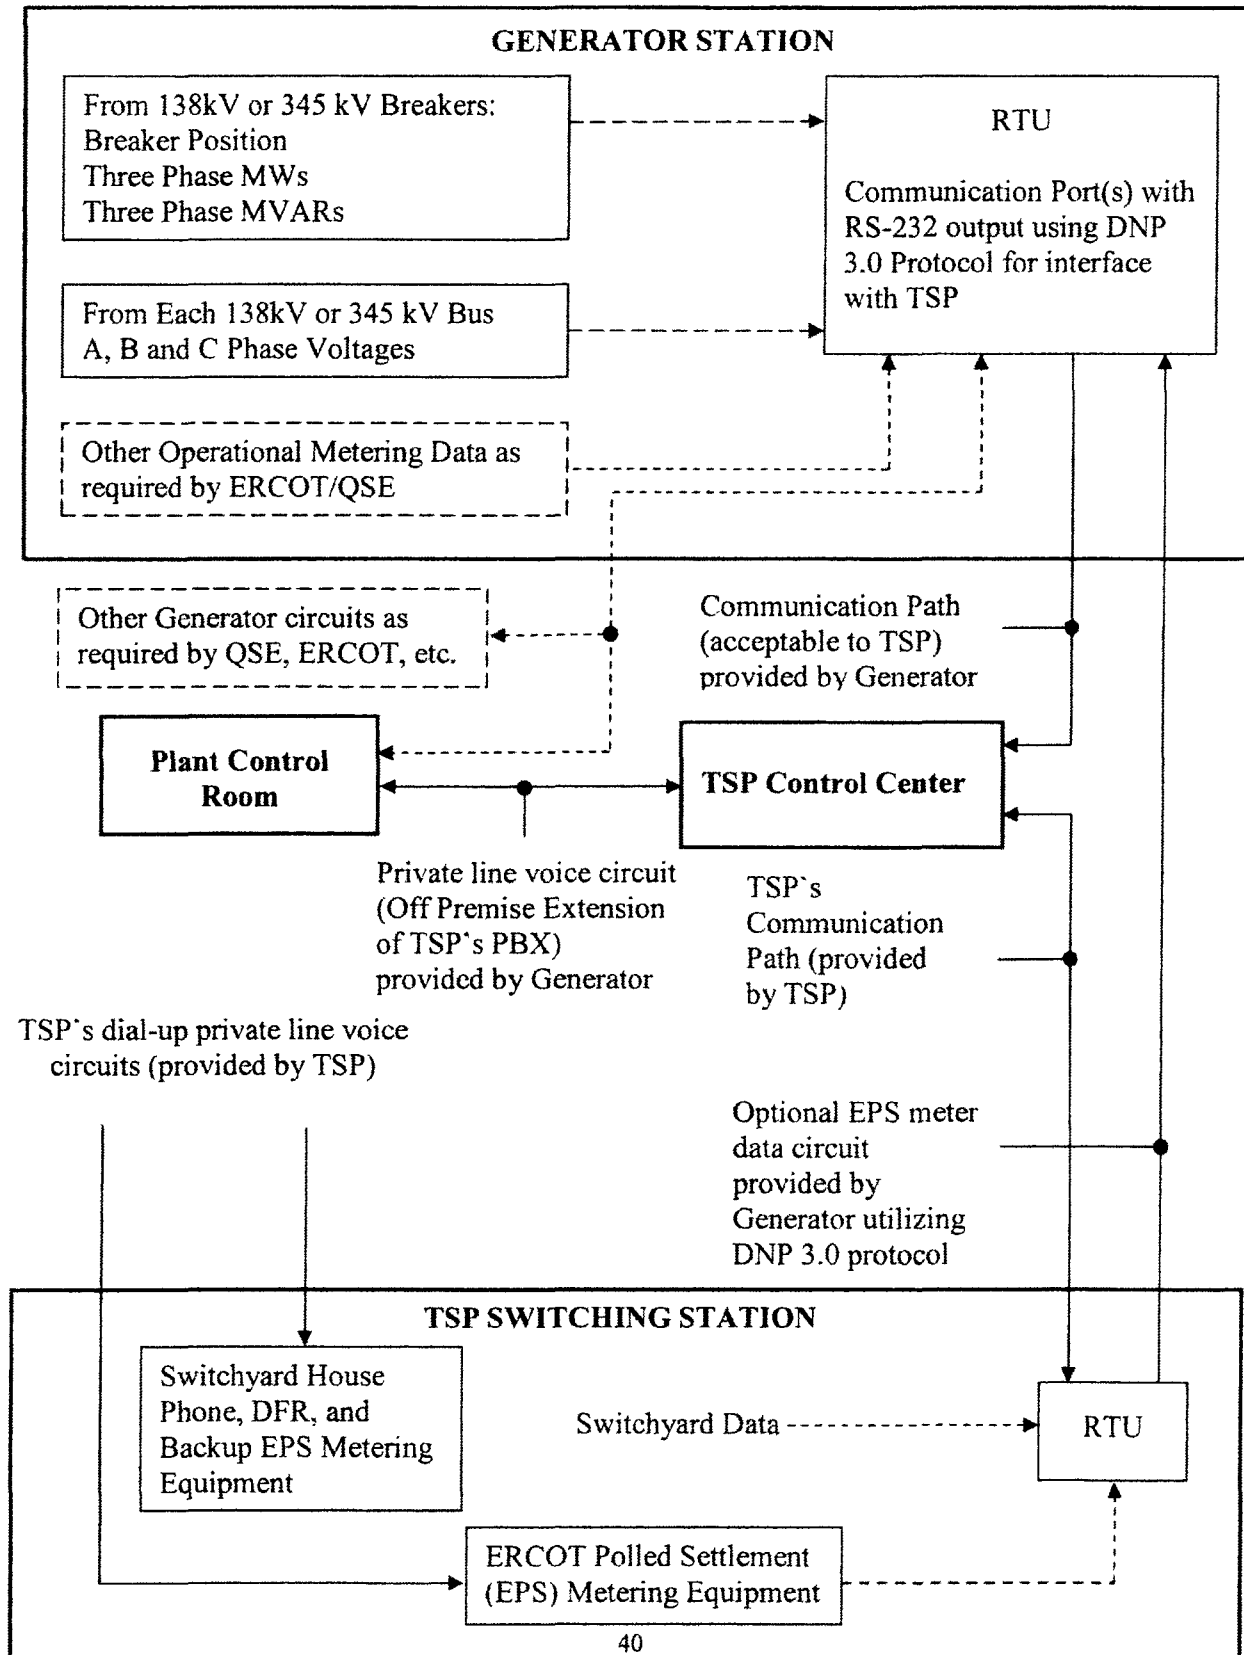 GENERATOR STATION
From 138kV or 345 kV Breakers:
Breaker Position
Three Phase MWs
Three Phase MVARs
RTU
Communication Port(s) with
RS-232 output using DNP
3.0 Protocol for interface
with TSP
From Each 138kV or 345 kV Bus
A, B and C Phase Voltages
Other Operational Metering Data as
required by ERCOT/QSE
Other Generator circuits as
required by QSE, ERCOT, etc.
Communication Path
(acceptable to TSP)
provided by Generator
Plant Control
Room
TSP Control Center
Private line voice circuit
(Off Premise Extension
of TSP`s PBX)
provided by Generator
TSP`s
Communication
Path (provided
by TSP)
TSP`s dial-up private line voice
circuits (provided by TSP)
Optional EPS meter
data circuit
provided by
Generator utilizing
DNP 3.0 protocol
TSP SWITCHING STATION
Switchyard House
Phone, DFR, and
Backup EPS Metering
Equipment
Switchyard Data
RTU
ERCOT Polled Settlement
(EPS) Metering Equipment
40